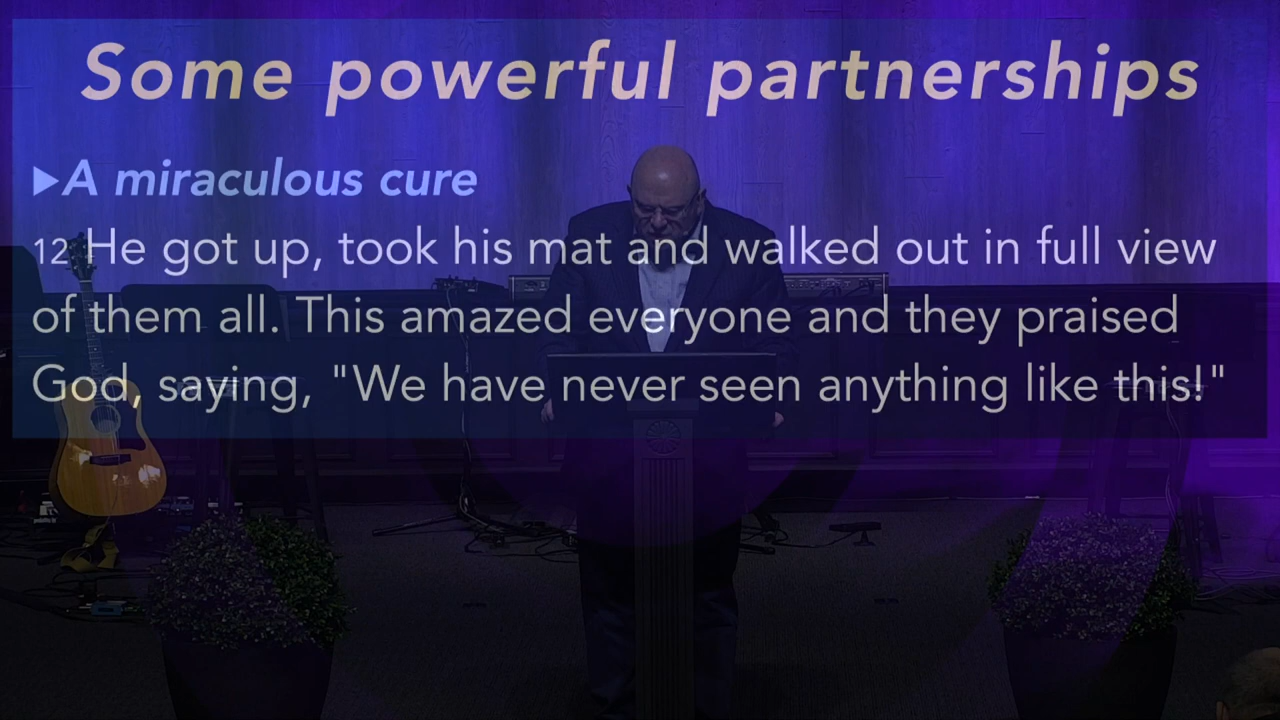 Some powerful partnerships
▶A miraculous cure
12 He got up, took his mat and walked out in full view
of them all. This amazed everyone and they praised
God, saying, "We have never seen anything like this!"